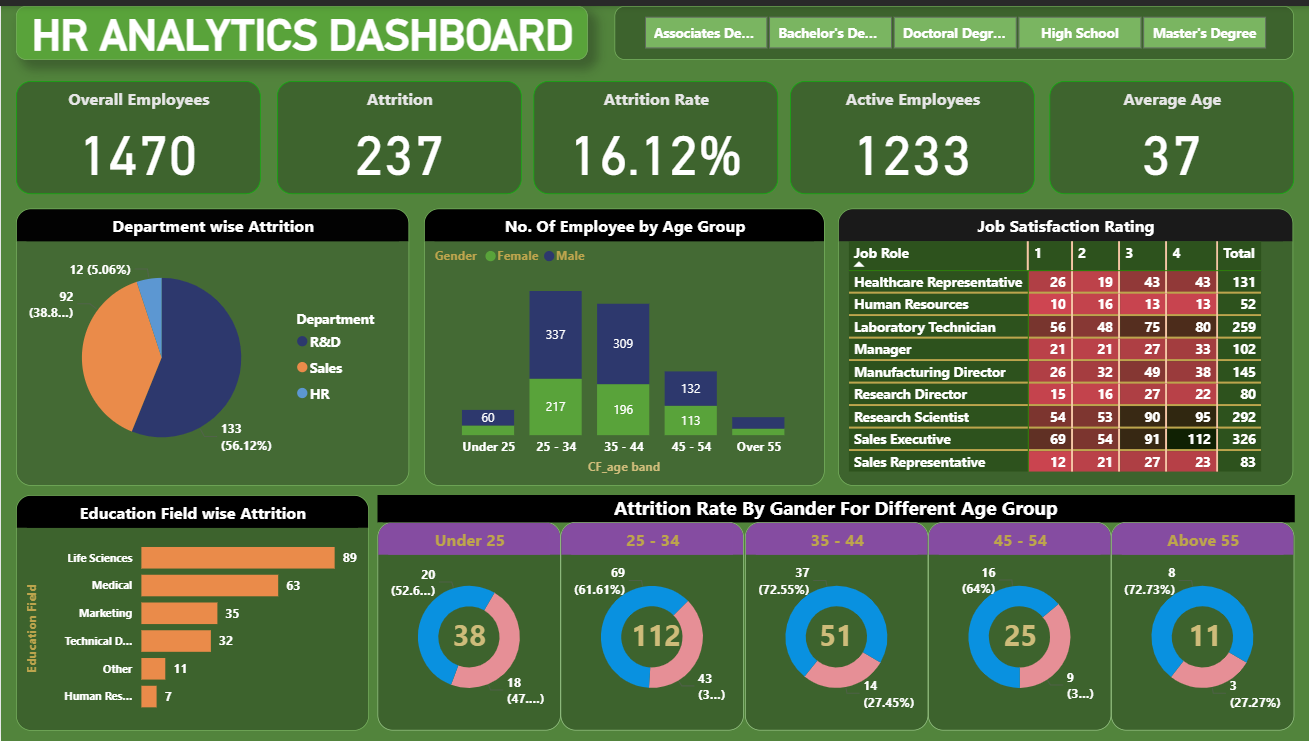 HR ANALYTICS DASHBOARD
Associates De...
Bachelor's De...
Doctoral Degr...
High School
Master's Degree
Overall Employees
1470
Attrition
237
Attrition Rate
16.12%
Active Employees
1233
Average Age
37
Department wise Attrition
12 (5.06%)
92
(38.8...)
133
(56.12%)
Department
R&D
Sales
HR
No. Of Employee by Age Group
Gender Female Male
337
309
132
60
217
196
113
Under 25 25 - 34 35 - 44 45 - 54 Over 55
CF_age band
Job Satisfaction Rating
Job Role 1 2 3 4 Total
Healthcare Representative 26 19 43 43 131
Human Resources 10 16 13 13 52
Laboratory Technician 56 48 75 80 259
Manager 21 21 27 33 102
Manufacturing Director 26 32 49 38 145
Research Director 15 16 27 22 80
Research Scientist 54 53 90 95 292
Sales Executive 69 54 91 112 326
Sales Representative 12 21 27 23 83
Education Field wise Attrition
Education Field
Life Sciences 89
Medical 63
Marketing 35
Technical D... 32
Other 11
Human Res... 7
Attrition Rate By Gander For Different Age Group
Under 25
20
(52.6...)
38
18
(47....)
25 - 34
69
(61.61%)
112
43
(3...)
35 - 44
37
(72.55%)
51
14
(27.45%)
45 - 54
16
(64%)
25
9
(3...)
Above 55
8
(72.73%)
11
3
(27.27%)